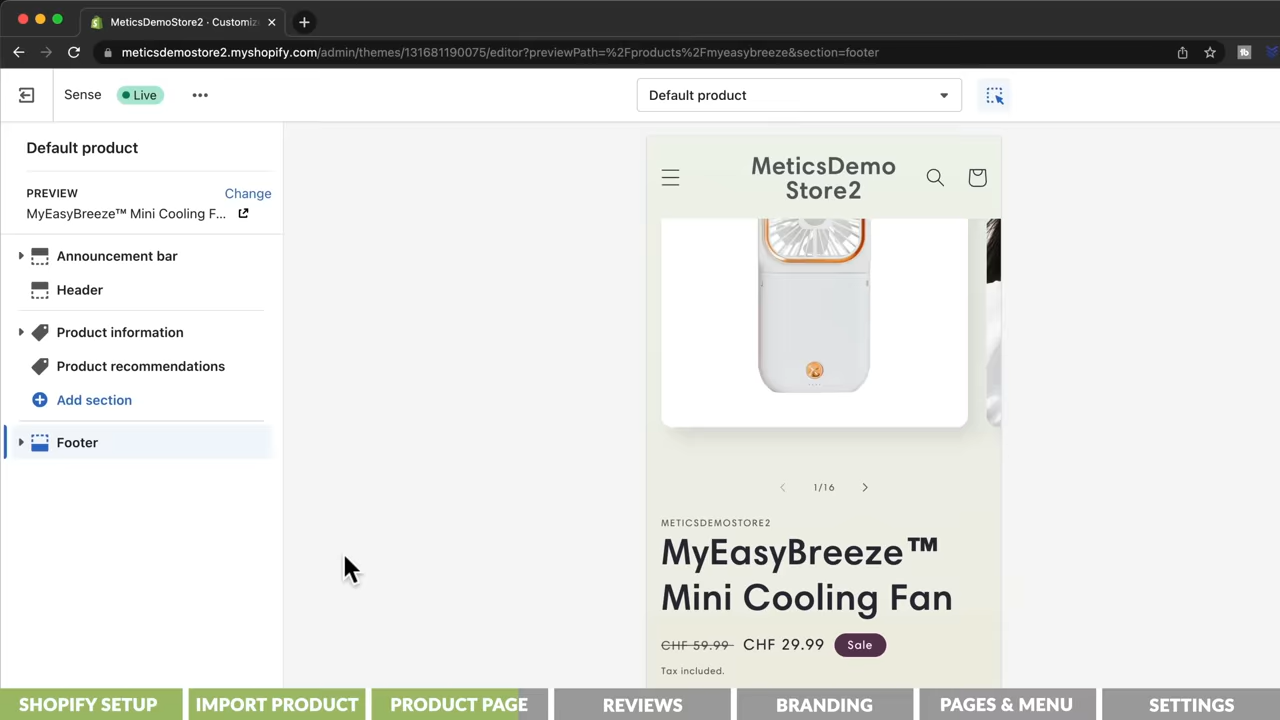 MeticsDemoStore2 · Customiz
meticsdemostore2.myshopify.com/admin/themes/131681190075/editor?previewPath=%2Fproducts%2Fmyeasybreeze&section=footer
Sense
Live
Default product
Default product
PREVIEW
Change
MyEasyBreeze™ Mini Cooling F...
Announcement bar
Header
Product information
Product recommendations
Add section
Footer
MeticsDemo
Store2
1/16
METICSDEMOSTORE2
MyEasyBreeze™
Mini Cooling Fan
CHF 59.99 CHF 29.99 Sale
Tax included.
SHOPIFY SETUP IMPORT PRODUCT PRODUCT PAGE REVIEWS BRANDING PAGES & MENU SETTINGS